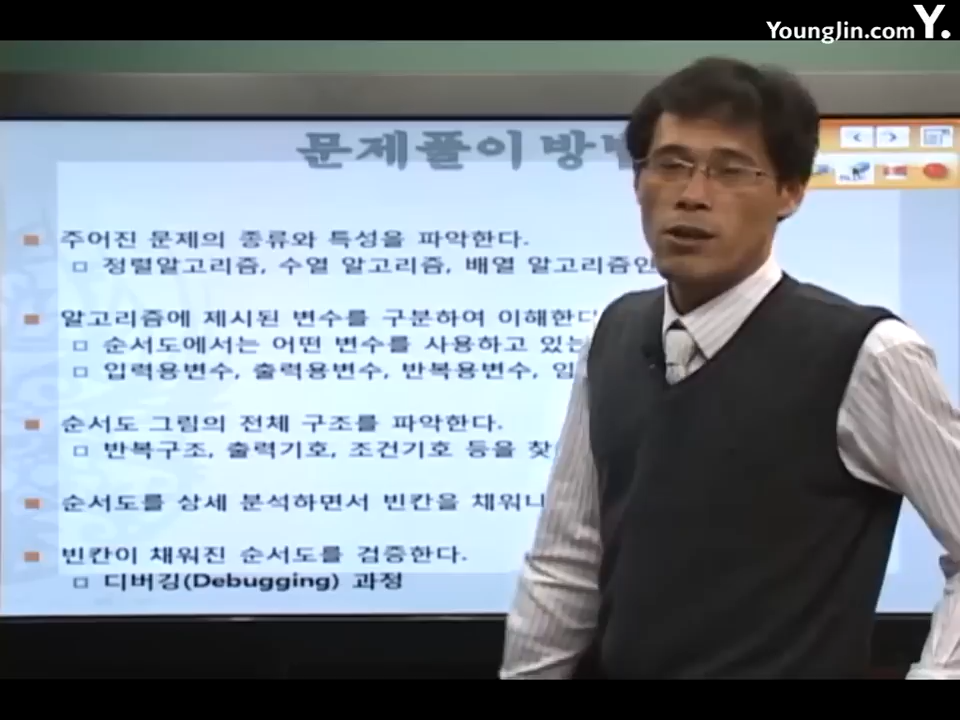 YoungJin.com Y.
문제풀이 방법
주어진 문제의 종류와 특성을 파악한다.
정렬알고리즘, 수열 알고리즘, 배열 알고리즘인
알고리즘에 제시된 변수를 구분하여 이해한다
순서도에서는 어떤 변수를 사용하고 있는
입력용변수, 출력용변수, 반복용변수, 임
순서도 그림의 전체 구조를 파악한다.
반복구조, 출력기호, 조건기호 등을 찾
순서도를 상세 분석하면서 빈칸을 채워나
빈칸이 채워진 순서도를 검증한다.
디버깅(Debugging) 과정